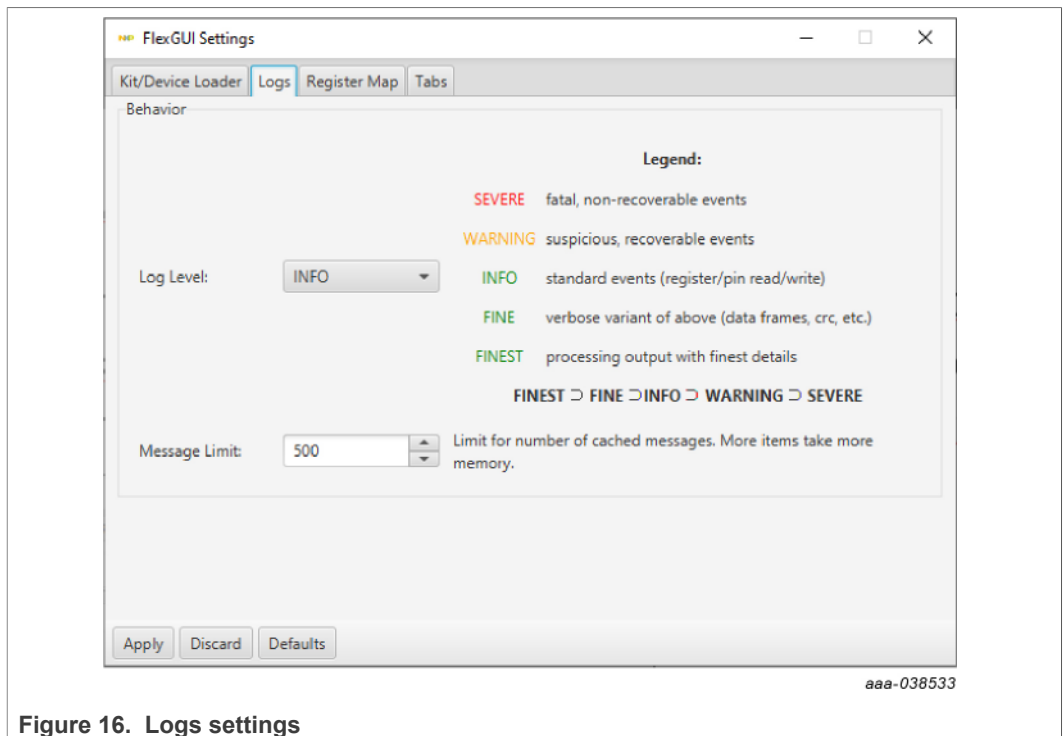 NXP FlexGUI Settings
Kit/Device Loader Logs Register Map Tabs
Behavior
Legend:
SEVERE fatal, non-recoverable events
WARNING suspicious, recoverable events
Log Level: INFO INFO standard events (register/pin read/write)
FINE verbose variant of above (data frames, crc, etc.)
FINEST processing output with finest details
FINEST ⊃ FINE ⊃INFO ⊃ WARNING ⊃ SEVERE
Message Limit: 500 Limit for number of cached messages. More items take more
memory.
Apply Discard Defaults
aaa-038533
Figure 16. Logs settings